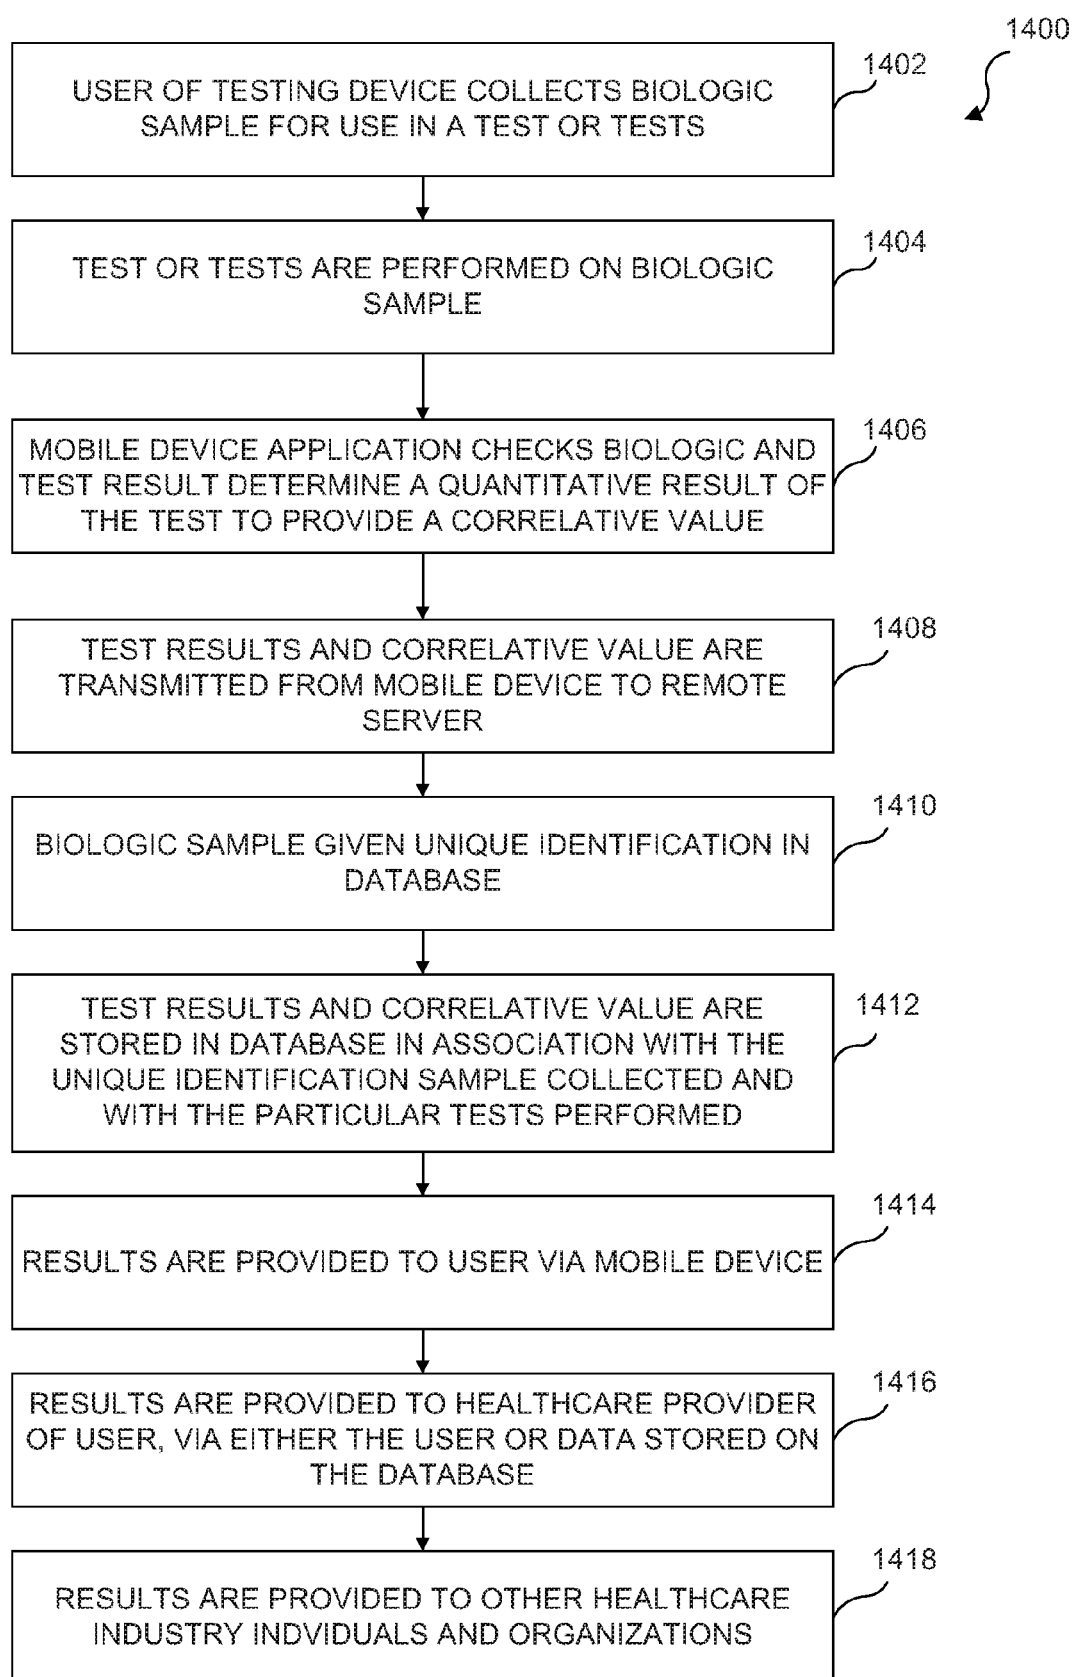 1400
1402
USER OF TESTING DEVICE COLLECTS BIOLOGIC
SAMPLE FOR USE IN A TEST OR TESTS
1404
TEST OR TESTS ARE PERFORMED ON BIOLOGIC
SAMPLE
1406
MOBILE DEVICE APPLICATION CHECKS BIOLOGIC AND
TEST RESULT DETERMINE A QUANTITATIVE RESULT OF
THE TEST TO PROVIDE A CORRELATIVE VALUE
1408
TEST RESULTS AND CORRELATIVE VALUE ARE
TRANSMITTED FROM MOBILE DEVICE TO REMOTE
SERVER
1410
BIOLOGIC SAMPLE GIVEN UNIQUE IDENTIFICATION IN
DATABASE
1412
TEST RESULTS AND CORRELATIVE VALUE ARE
STORED IN DATABASE IN ASSOCIATION WITH THE
UNIQUE IDENTIFICATION SAMPLE COLLECTED AND
WITH THE PARTICULAR TESTS PERFORMED
1414
RESULTS ARE PROVIDED TO USER VIA MOBILE DEVICE
1416
RESULTS ARE PROVIDED TO HEALTHCARE PROVIDER
OF USER, VIA EITHER THE USER OR DATA STORED ON
THE DATABASE
1418
RESULTS ARE PROVIDED TO OTHER HEALTHCARE
INDUSTRY INDVIDUALS AND ORGANIZATIONS